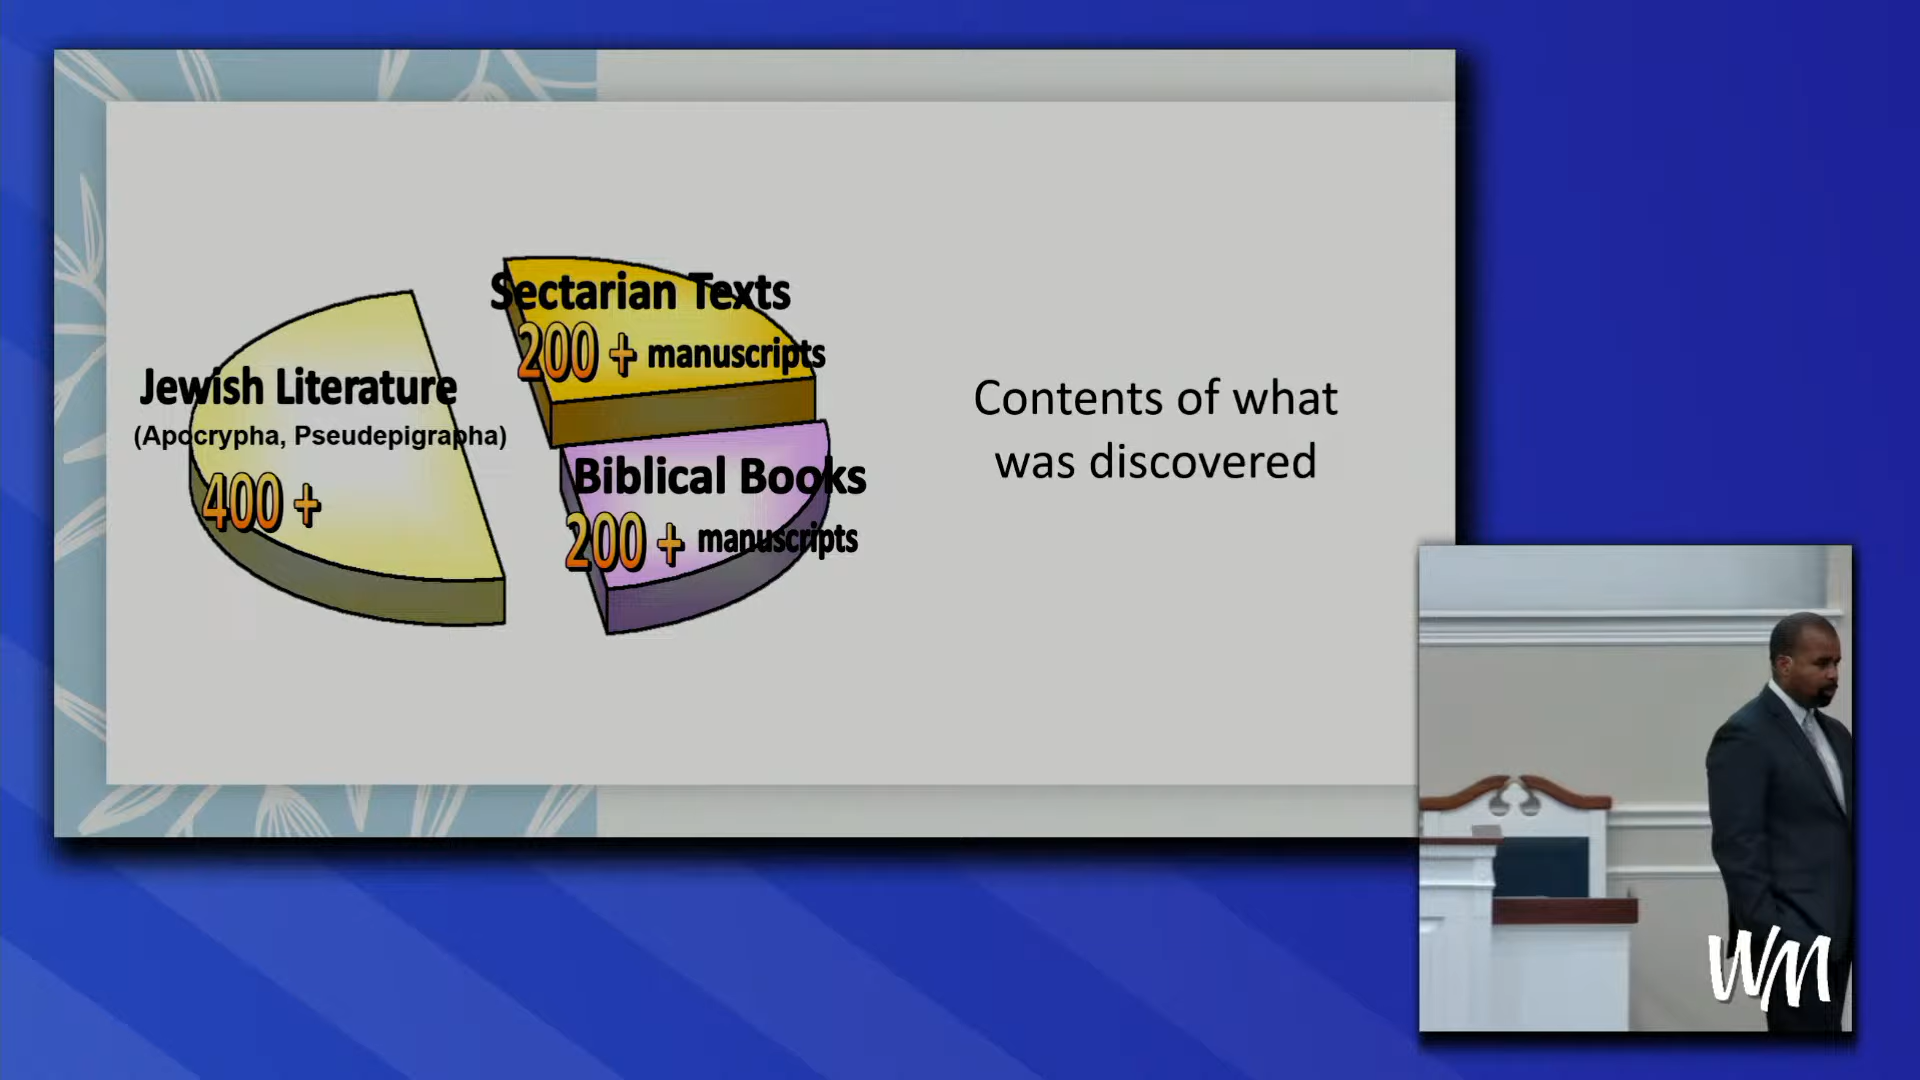 Jewish Literature
(Apocrypha, Pseudepigrapha)
400 +
Sectarian Texts
200 + manuscripts
Biblical Books
200 + manuscripts
Contents of what
was discovered
WM